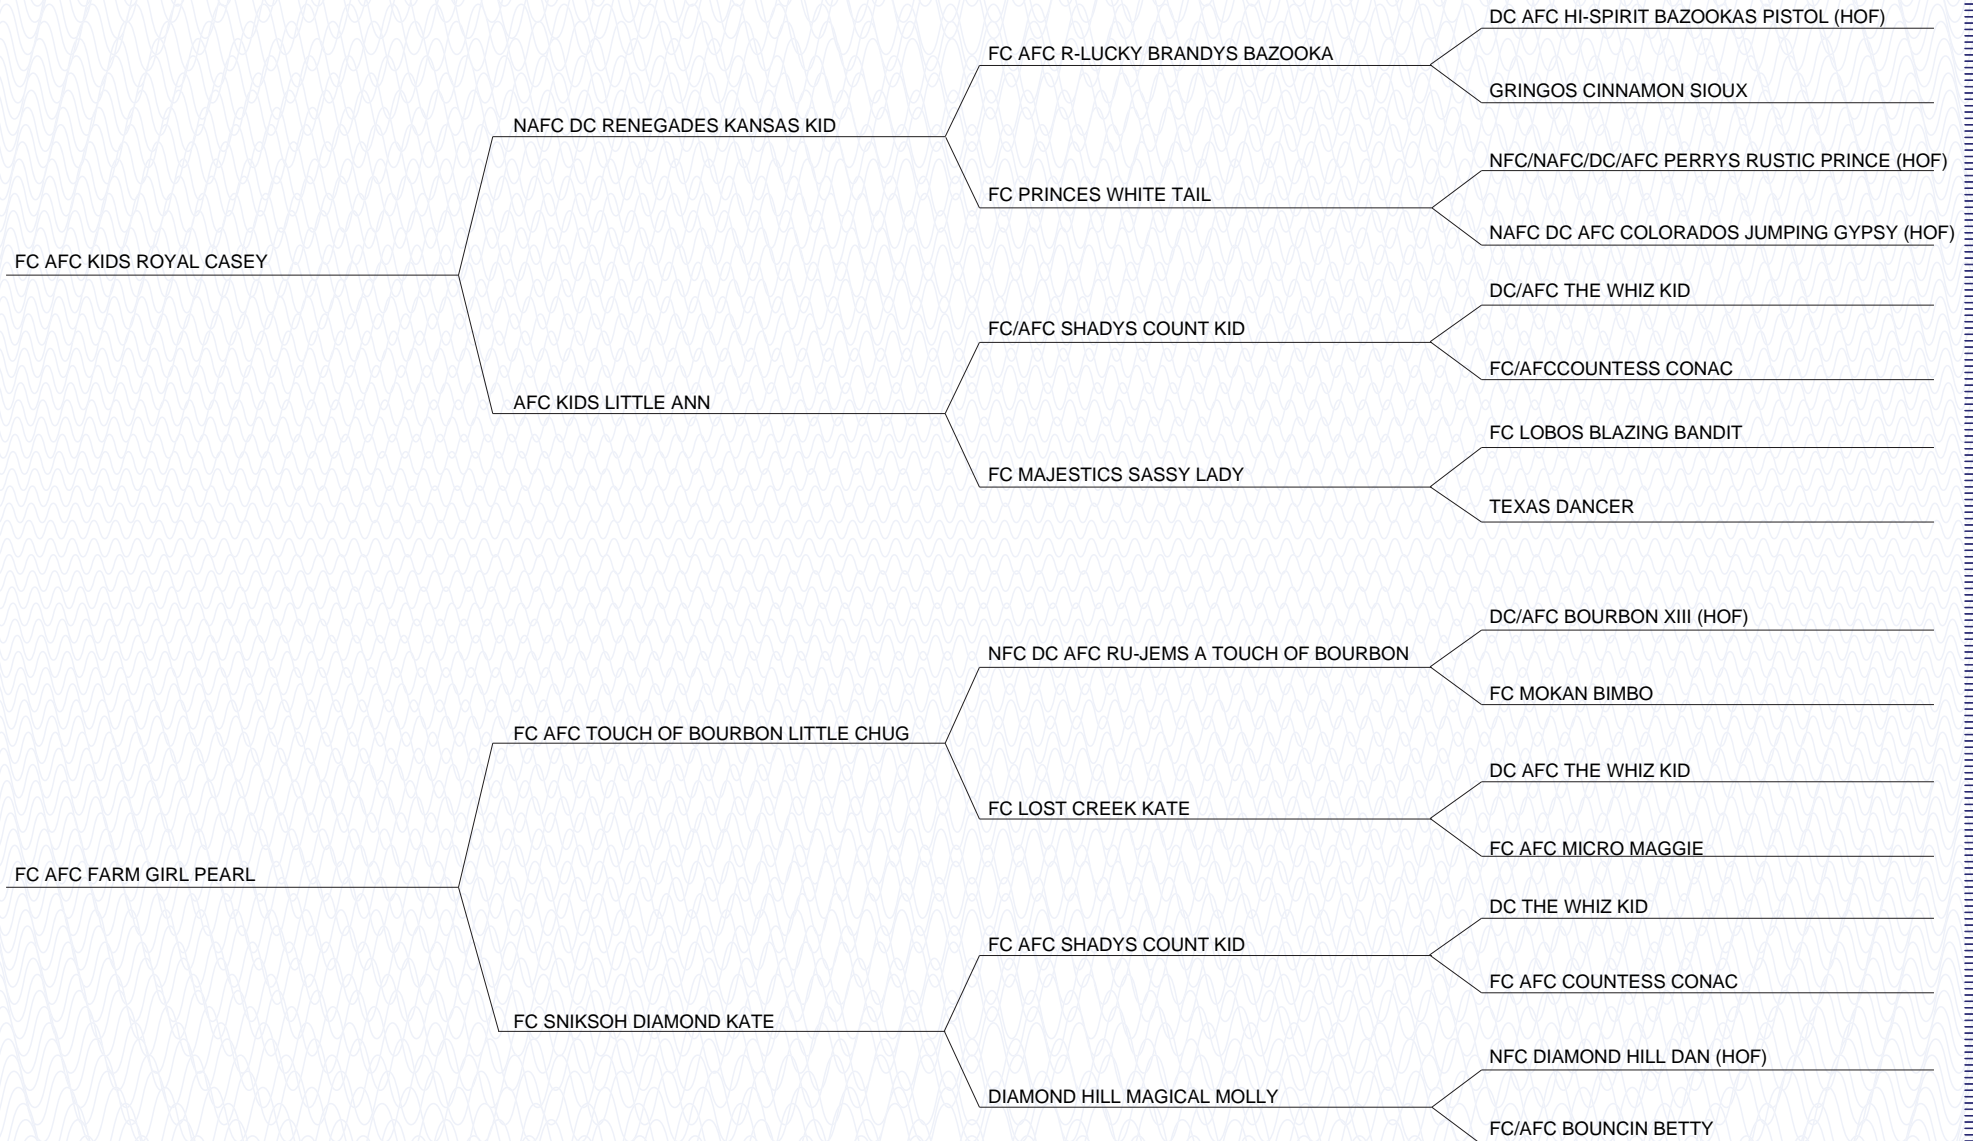 DC AFC HI-SPIRIT BAZOOKAS PISTOL (HOF)
FC AFC R-LUCKY BRANDYS BAZOOKA
GRINGOS CINNAMON SIOUX
NAFC DC RENEGADES KANSAS KID
NFC/NAFC/DC/AFC PERRYS RUSTIC PRINCE (HOF)
FC PRINCES WHITE TAIL
NAFC DC AFC COLORADOS JUMPING GYPSY (HOF)
FC AFC KIDS ROYAL CASEY
DC/AFC THE WHIZ KID
FC/AFC SHADYS COUNT KID
FC/AFCCOUNTESS CONAC
AFC KIDS LITTLE ANN
FC LOBOS BLAZING BANDIT
FC MAJESTICS SASSY LADY
TEXAS DANCER
DC/AFC BOURBON XIII (HOF)
NFC DC AFC RU-JEMS A TOUCH OF BOURBON
FC MOKAN BIMBO
FC AFC TOUCH OF BOURBON LITTLE CHUG
DC AFC THE WHIZ KID
FC LOST CREEK KATE
FC AFC MICRO MAGGIE
FC AFC FARM GIRL PEARL
DC THE WHIZ KID
FC AFC SHADYS COUNT KID
FC AFC COUNTESS CONAC
FC SNIKSOH DIAMOND KATE
NFC DIAMOND HILL DAN (HOF)
DIAMOND HILL MAGICAL MOLLY
FC/AFC BOUNCIN BETTY